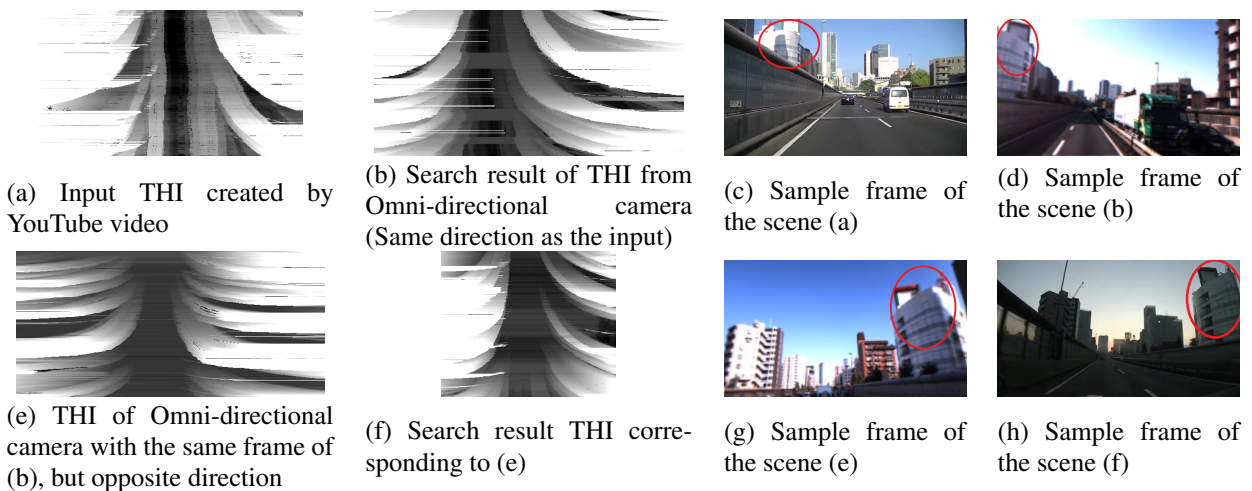 (a) Input THI created by
YouTube video
(b) Search result of THI from
Omni-directional camera
(Same direction as the input)
(c) Sample frame of
the scene (a)
(d) Sample frame of
the scene (b)
(e) THI of Omni-directional
camera with the same frame of
(b), but opposite direction
(f) Search result THI corre-
sponding to (e)
(g) Sample frame of
the scene (e)
(h) Sample frame of
the scene (f)